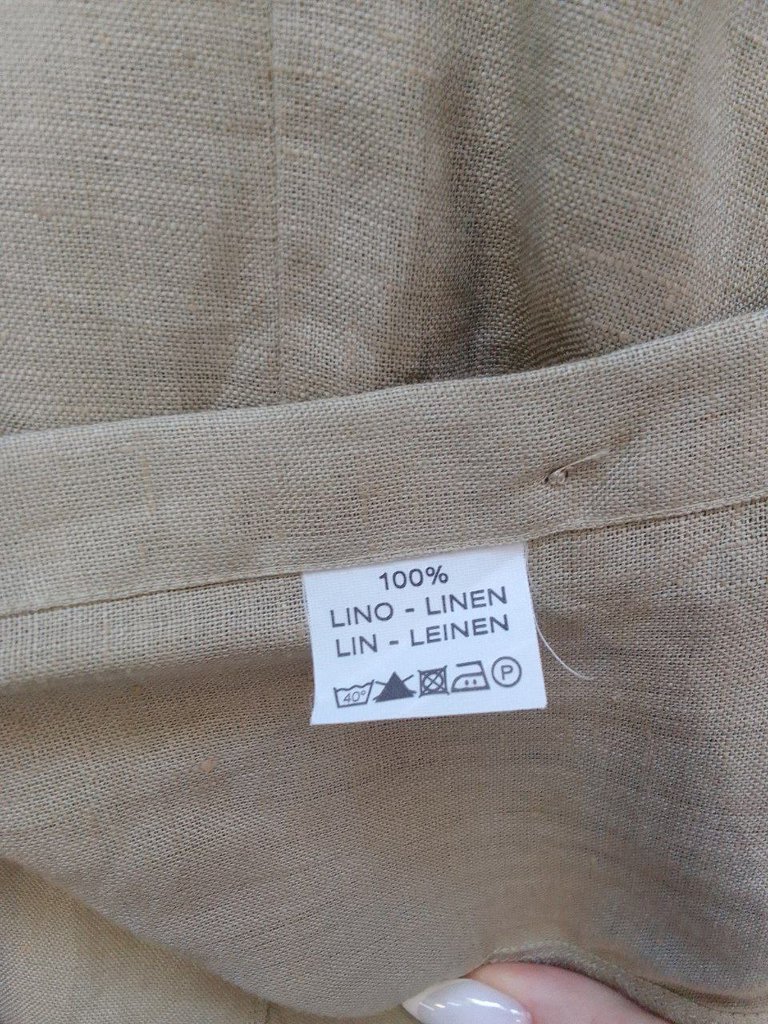 100%
LINO - LINEN
LIN - LEINEN
40° P